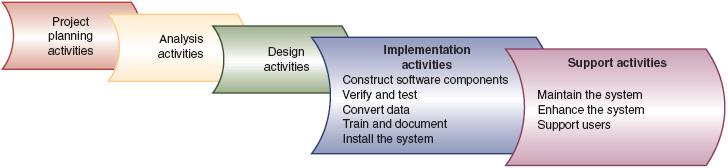 Project
planning
activities
Analysis
activities
Design
activities
Implementation
activities
Construct software components
Verify and test
Convert data
Train and document
Install the system
Support activities
Maintain the system
Enhance the system
Support users